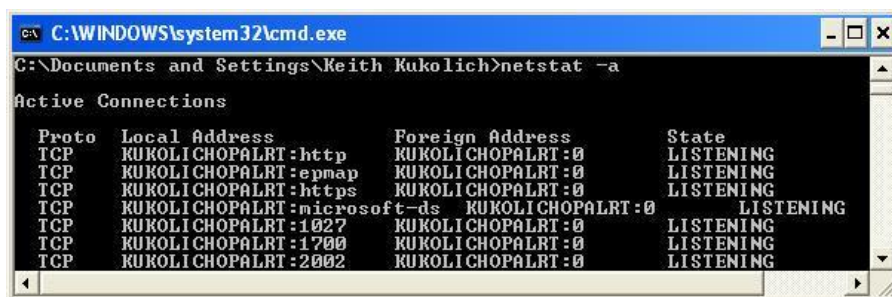 C:\WINDOWS\system32\cmd.exe
C:\Documents and Settings\Keith Kukolich>netstat -a
Active Connections
Proto Local Address Foreign Address State
TCP KUKOLICHOPALRT:http KUKOLICHOPALRT:0 LISTENING
TCP KUKOLICHOPALRT:epmap KUKOLICHOPALRT:0 LISTENING
TCP KUKOLICHOPALRT:https KUKOLICHOPALRT:0 LISTENING
TCP KUKOLICHOPALRT:microsoft-ds KUKOLICHOPALRT:0 LISTENING
TCP KUKOLICHOPALRT:1027 KUKOLICHOPALRT:0 LISTENING
TCP KUKOLICHOPALRT:1700 KUKOLICHOPALRT:0 LISTENING
TCP KUKOLICHOPALRT:2002 KUKOLICHOPALRT:0 LISTENING